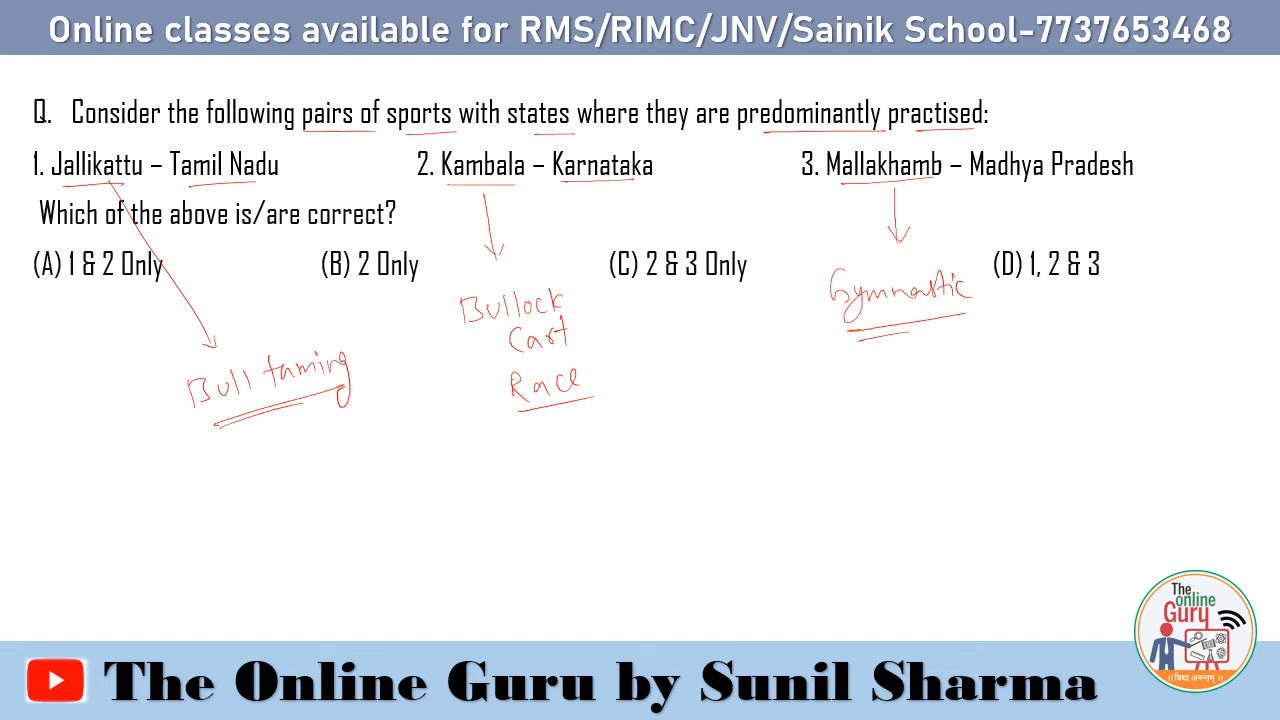 Online classes available for RMS/RIMC/JNV/Sainik School-7737653468
Q. Consider the following pairs of sports with states where they are predominantly practised:
1. Jallikattu – Tamil Nadu 2. Kambala – Karnataka 3. Mallakhamb – Madhya Pradesh
Which of the above is/are correct?
(A) 1 & 2 Only (B) 2 Only (C) 2 & 3 Only (D) 1, 2 & 3
Gymnastic
Bullock
Cart
Race
Bull taming
The
online
Guru
॥ विद्या अनन्तम् ॥
The Online Guru by Sunil Sharma